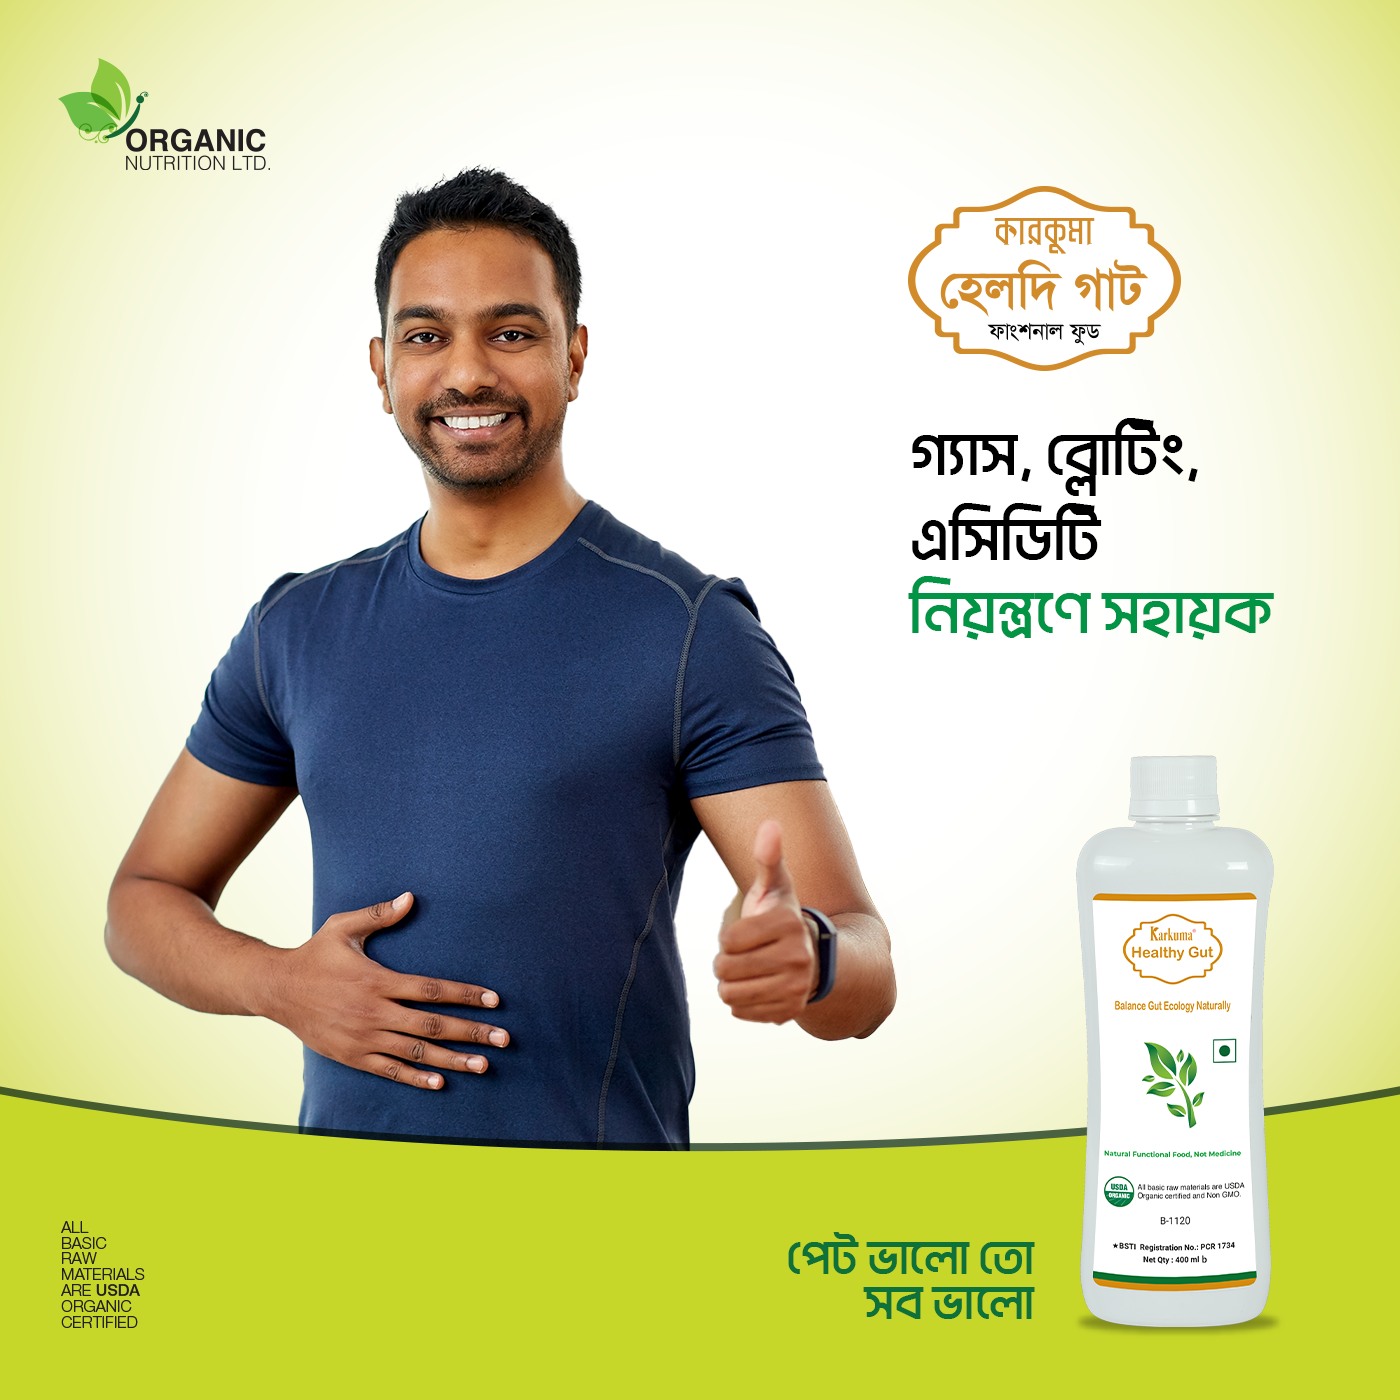 ORGANIC
NUTRITION LTD.
কারকুমা
হেলদি গাট
ফাংশনাল ফুড
গ্যাস, ব্লোটিং,
এসিডিটি
নিয়ন্ত্রণে সহায়ক
Karkuma®
Healthy Gut
Balance Gut Ecology Naturally
Natural Functional Food, Not Medicine
USDA
ORGANIC
All basic raw materials are USDA
Organic certified and Non GMO.
B-1120
★BSTI Registration No.: PCR 1734
Net Qty : 400 ml b
পেট ভালো তো
সব ভালো
ALL
BASIC
RAW
MATERIALS
ARE USDA
ORGANIC
CERTIFIED